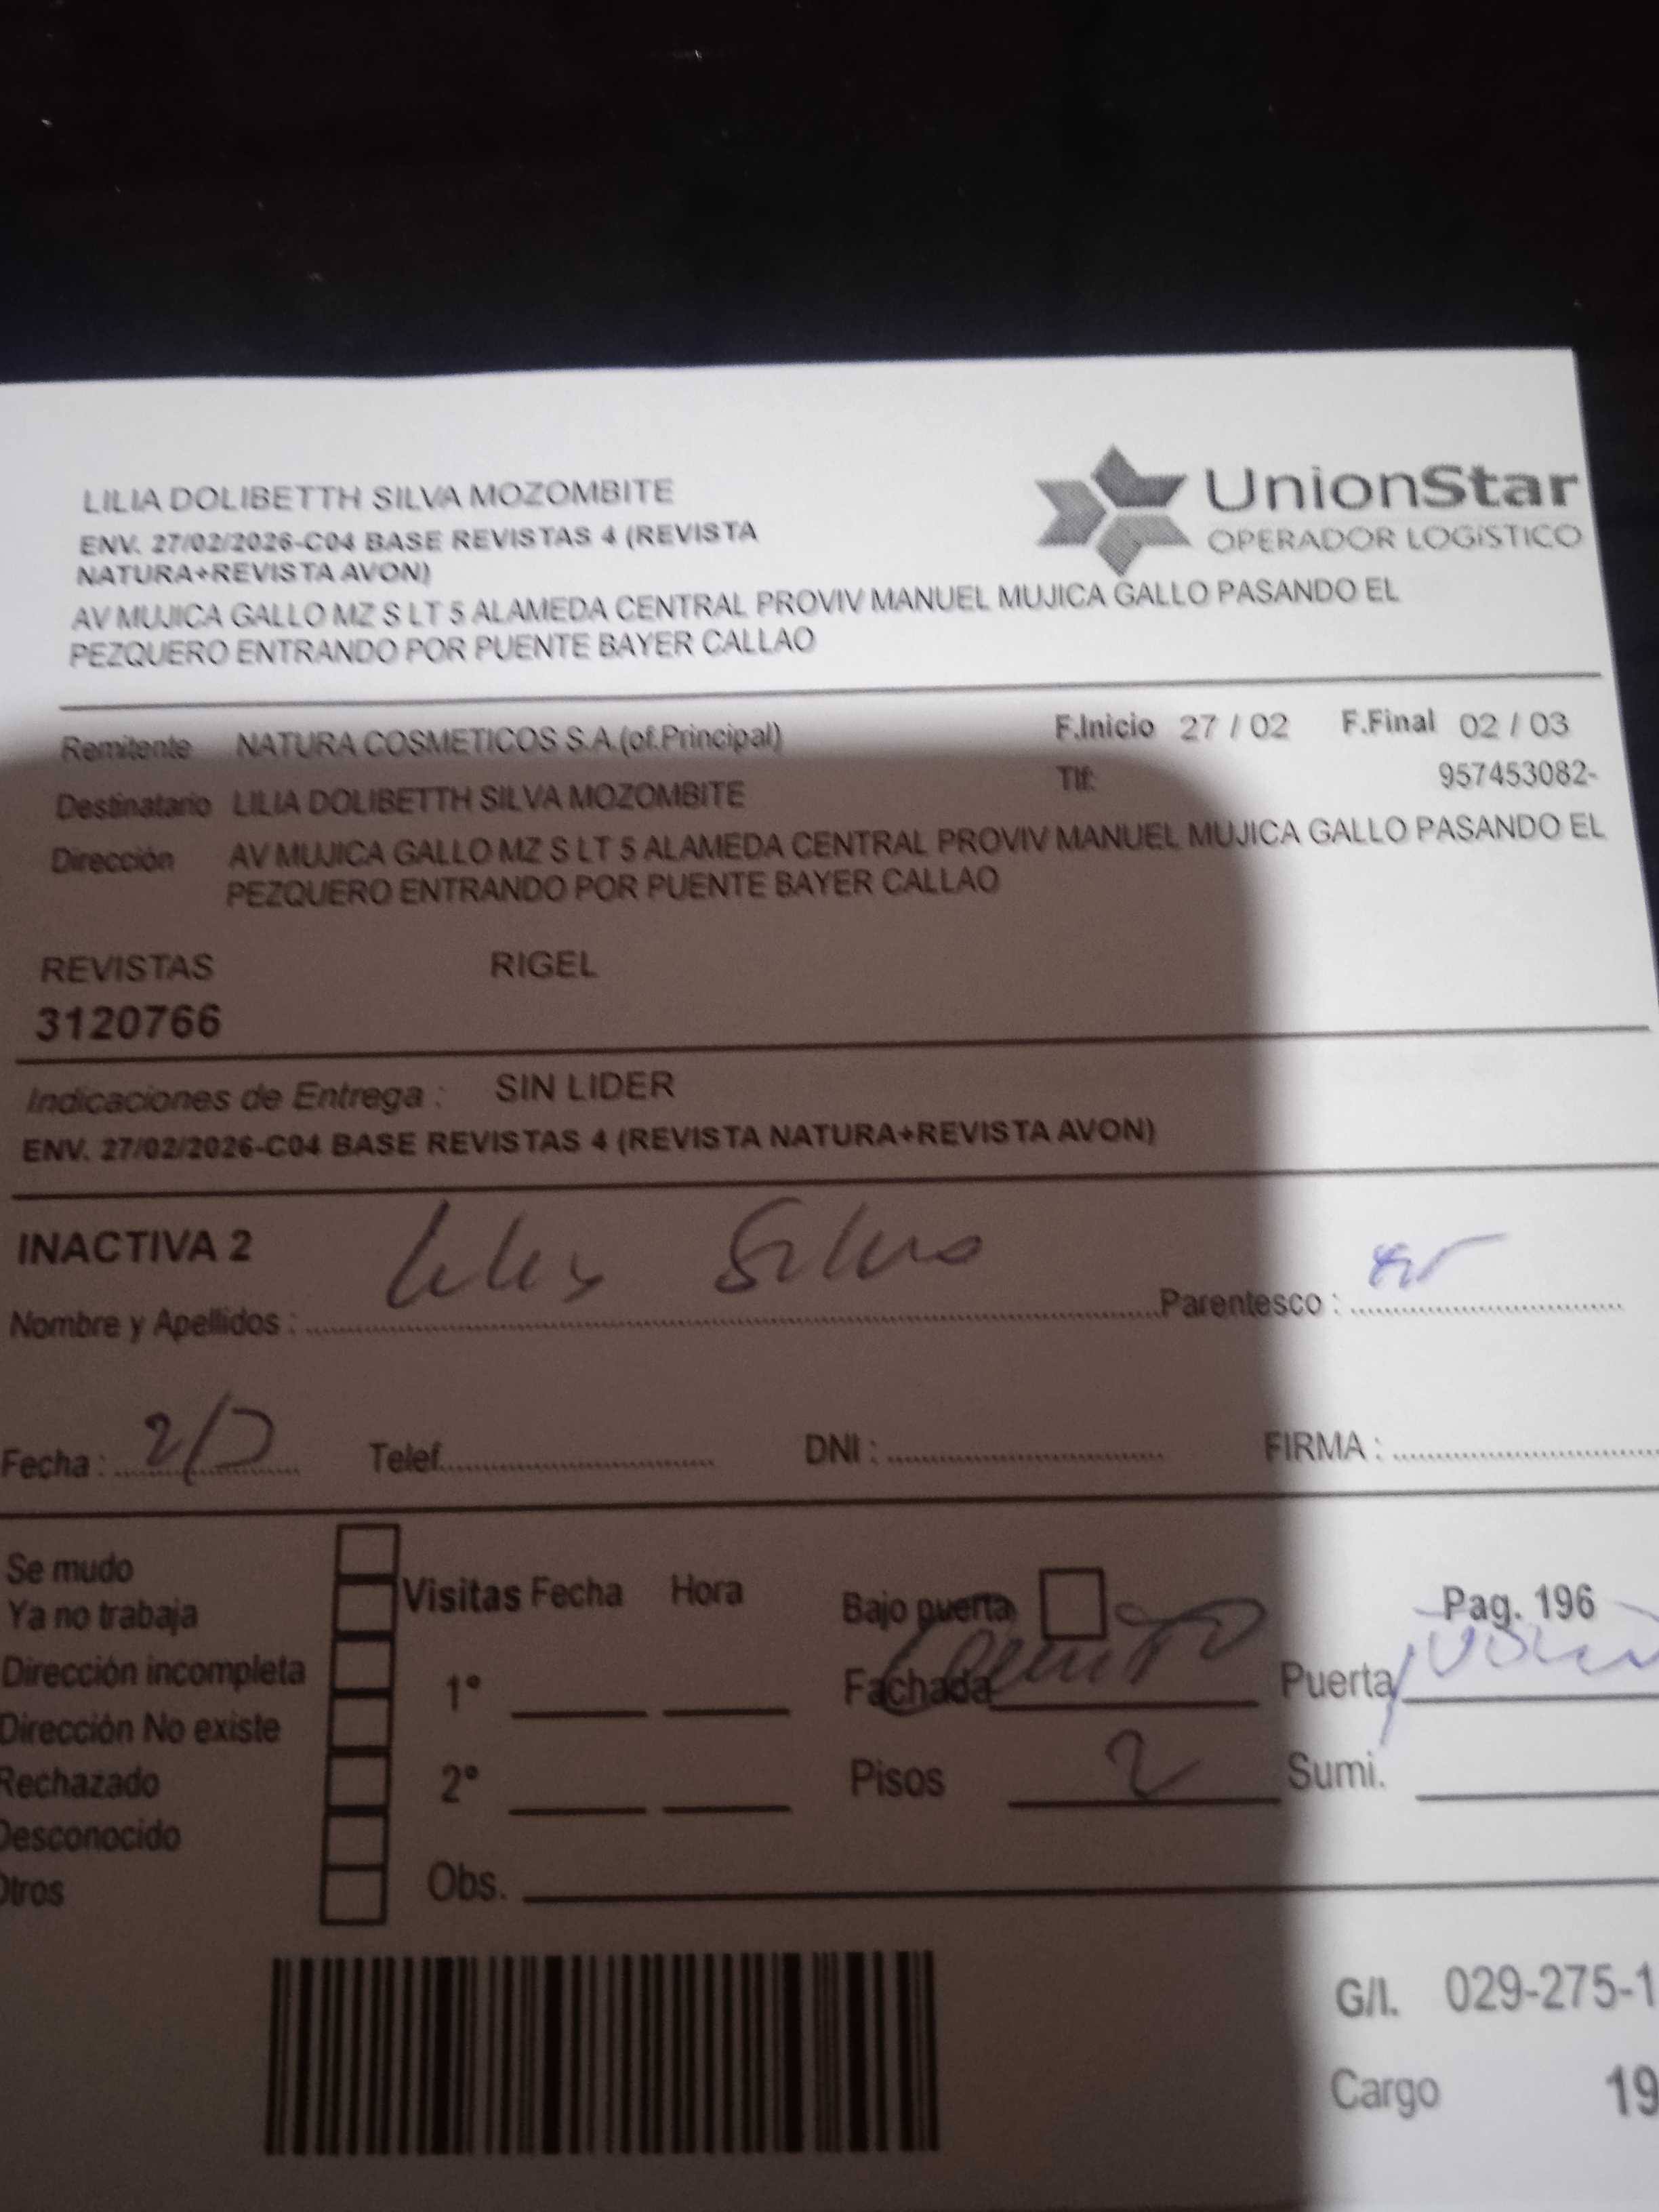 LILIA DOLIBETTH SILVA MOZOMBITE
ENV. 27/02/2026-C04 BASE REVISTAS 4 (REVISTA
NATURA+REVISTA AVON)
AV MUJICA GALLO MZ S LT 5 ALAMEDA CENTRAL PROVIV MANUEL MUJICA GALLO PASANDO EL
PEZQUERO ENTRANDO POR PUENTE BAYER CALLAO
UnionStar
OPERADOR LOGÍSTICO
Remitente NATURA COSMETICOS S.A.(of.Principal)
F.Inicio 27 / 02 F.Final 02 / 03
Destinatario LILIA DOLIBETTH SILVA MOZOMBITE
Tlf: 957453082-
Dirección AV MUJICA GALLO MZ S LT 5 ALAMEDA CENTRAL PROVIV MANUEL MUJICA GALLO PASANDO EL
PEZQUERO ENTRANDO POR PUENTE BAYER CALLAO
REVISTAS RIGEL
3120766
Indicaciones de Entrega : SIN LIDER
ENV. 27/02/2026-C04 BASE REVISTAS 4 (REVISTA NATURA+REVISTA AVON)
INACTIVA 2
Nombre y Apellidos : Silva Parentesco :
Fecha : Telef. DNI : FIRMA :
Se mudo
Ya no trabaja
Dirección incompleta
Dirección No existe
Rechazado
Desconocido
Otros
Visitas Fecha Hora
1°
2°
Obs.
Bajo puerta
Pag. 196
Fachada Puerta
Pisos 2 Sumi.
G/I. 029-275-1
Cargo 19